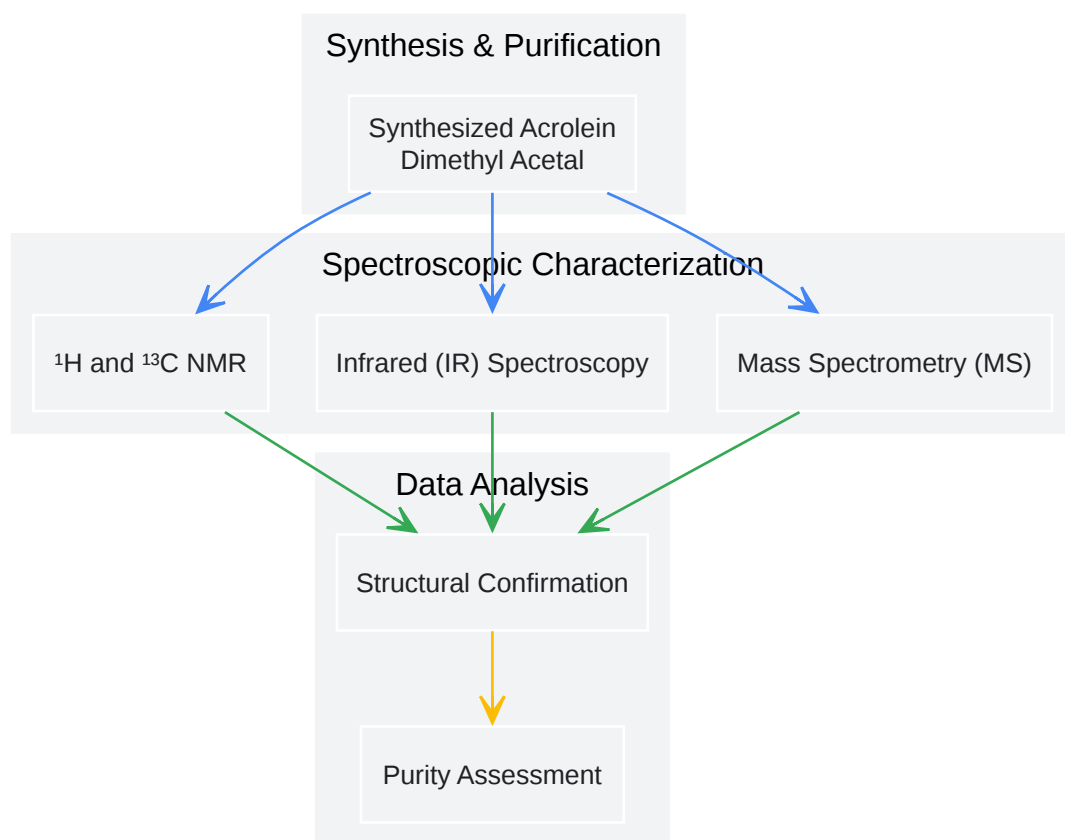 Synthesis & Purification
Synthesized Acrolein
Dimethyl Acetal
Spectroscopic Characterization
¹H and ¹³C NMR
Infrared (IR) Spectroscopy
Mass Spectrometry (MS)
Data Analysis
Structural Confirmation
Purity Assessment